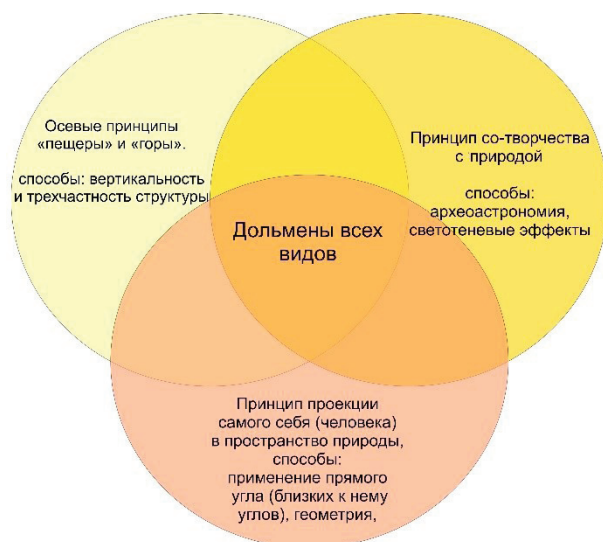 Осевые принципы
«пещеры» и «горы».
способы: вертикальность
и трехчастность структуры
Принцип со-творчества
с природой
способы:
археоастрономия,
светотеневые эффекты
Дольмены всех
видов
Принцип проекции
самого себя (человека)
в пространство природы,
способы:
применение прямого
угла (близких к нему
углов), геометрия,